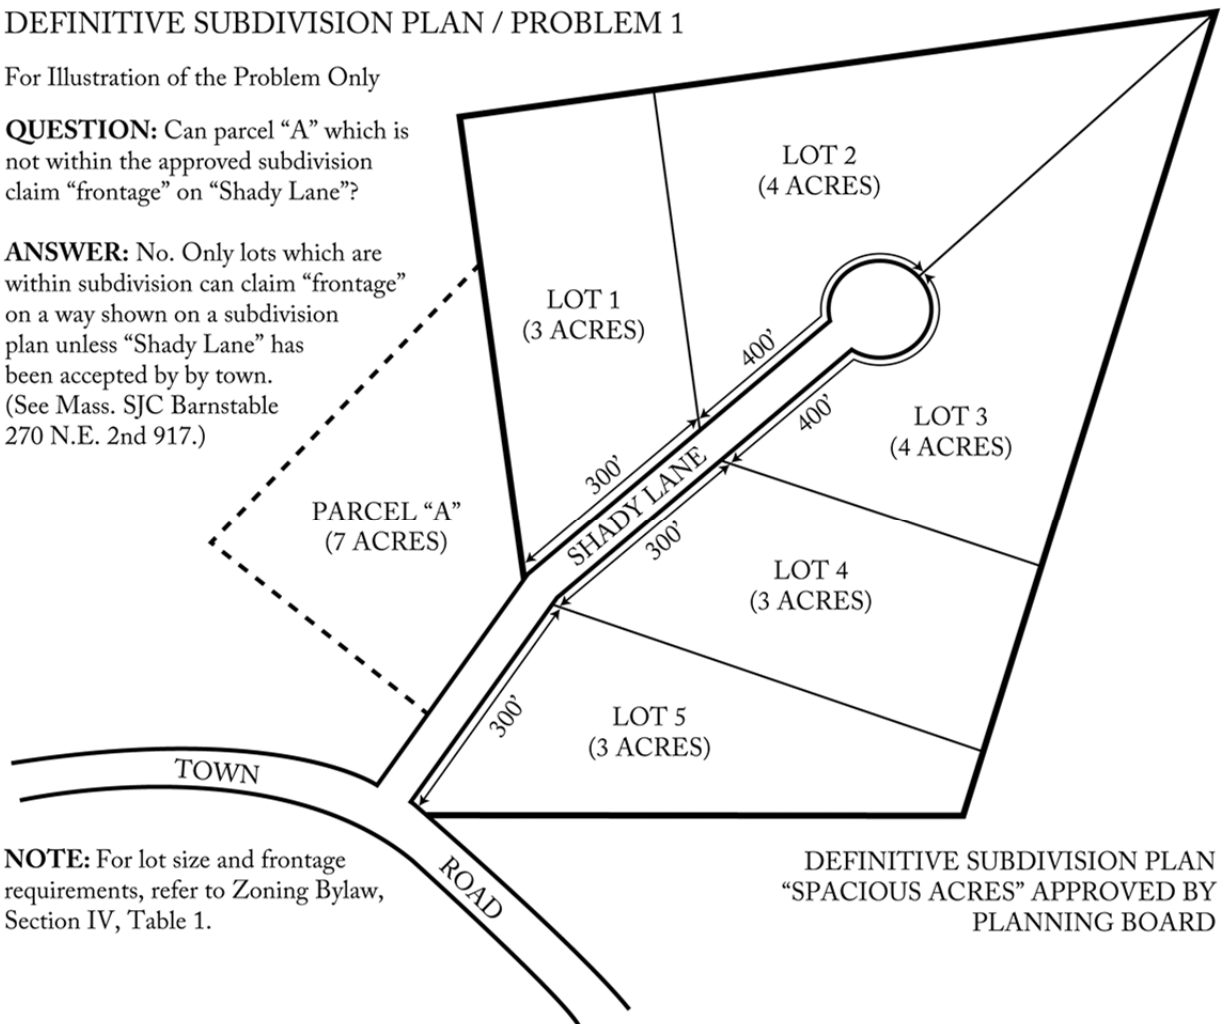 DEFINITIVE SUBDIVISION PLAN / PROBLEM 1
For Illustration of the Problem Only
QUESTION: Can parcel “A” which is
not within the approved subdivision
claim “frontage” on “Shady Lane”?
ANSWER: No. Only lots which are
within subdivision can claim “frontage”
on a way shown on a subdivision
plan unless “Shady Lane” has
been accepted by by town.
(See Mass. SJC Barnstable
270 N.E. 2nd 917.)
LOT 2
(4 ACRES)
LOT 1
(3 ACRES)
400’
400’
LOT 3
(4 ACRES)
300’
SHADY LANE
300’
PARCEL “A”
(7 ACRES)
LOT 4
(3 ACRES)
300’
LOT 5
(3 ACRES)
TOWN
ROAD
NOTE: For lot size and frontage
requirements, refer to Zoning Bylaw,
Section IV, Table 1.
DEFINITIVE SUBDIVISION PLAN
“SPACIOUS ACRES” APPROVED BY
PLANNING BOARD